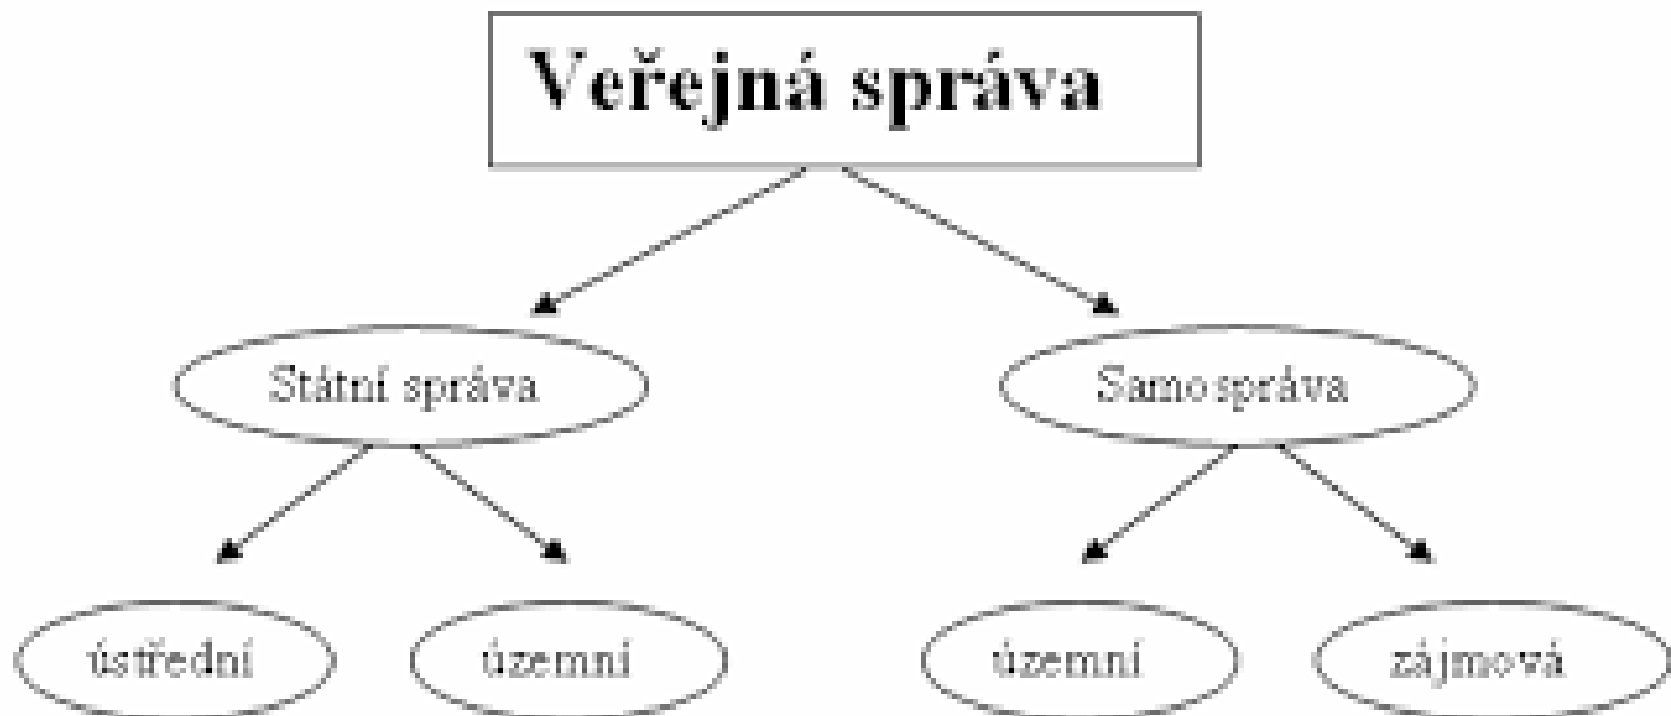 Veřejná správa
Státní správa
Samospráva
ústřední
územní
územní
zájmová